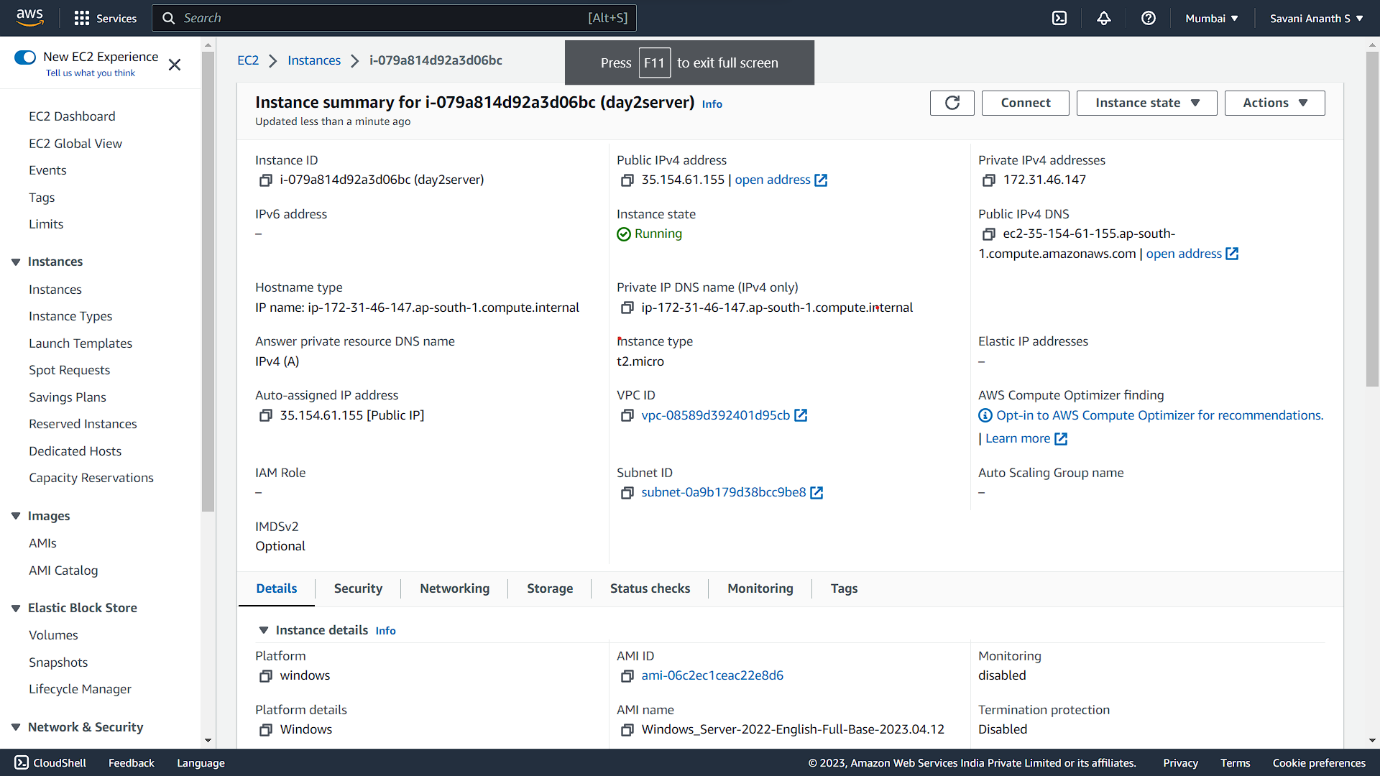 aws
Services
Search [Alt+S]
Mumbai
Savani Ananth S
New EC2 Experience
Tell us what you think
EC2 Dashboard
EC2 Global View
Events
Tags
Limits
Instances
Instances
Instance Types
Launch Templates
Spot Requests
Savings Plans
Reserved Instances
Dedicated Hosts
Capacity Reservations
Images
AMIs
AMI Catalog
Elastic Block Store
Volumes
Snapshots
Lifecycle Manager
Network & Security
EC2 > Instances > i-079a814d92a3d06bc
Press F11 to exit full screen
Instance summary for i-079a814d92a3d06bc (day2server) Info
Updated less than a minute ago
Connect
Instance state
Actions
Instance ID
i-079a814d92a3d06bc (day2server)
Public IPv4 address
35.154.61.155 | open address
Private IPv4 addresses
172.31.46.147
IPv6 address
–
Instance state
Running
Public IPv4 DNS
ec2-35-154-61-155.ap-south-
1.compute.amazonaws.com | open address
Hostname type
IP name: ip-172-31-46-147.ap-south-1.compute.internal
Private IP DNS name (IPv4 only)
ip-172-31-46-147.ap-south-1.compute.internal
Answer private resource DNS name
IPv4 (A)
Instance type
t2.micro
Elastic IP addresses
–
Auto-assigned IP address
35.154.61.155 [Public IP]
VPC ID
vpc-08589d392401d95cb
AWS Compute Optimizer finding
Opt-in to AWS Compute Optimizer for recommendations.
| Learn more
IAM Role
–
Subnet ID
subnet-0a9b179d38bcc9be8
Auto Scaling Group name
–
IMDSv2
Optional
Details
Security
Networking
Storage
Status checks
Monitoring
Tags
Instance details Info
Platform
windows
AMI ID
ami-06c2ec1ceac22e8d6
Monitoring
disabled
Platform details
Windows
AMI name
Windows_Server-2022-English-Full-Base-2023.04.12
Termination protection
Disabled
CloudShell
Feedback
Language
© 2023, Amazon Web Services India Private Limited or its affiliates.
Privacy
Terms
Cookie preferences